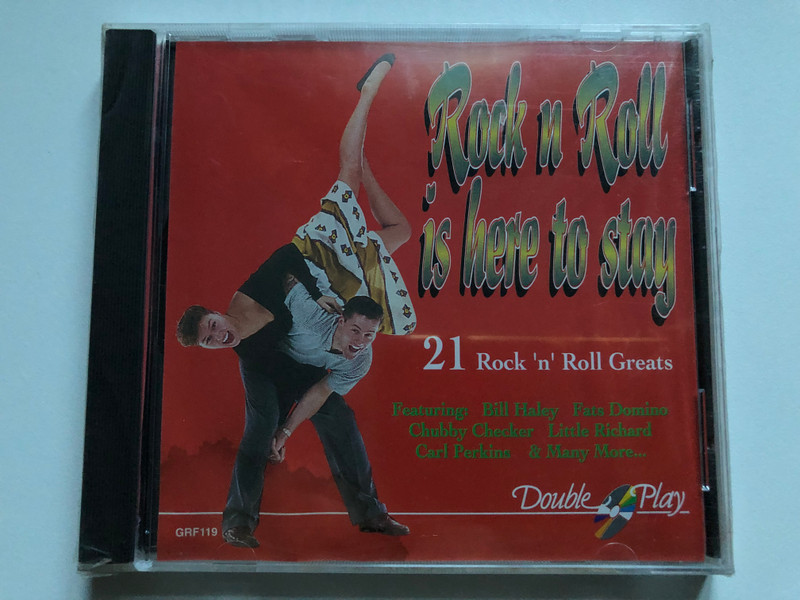 Rock n Roll
is here to stay
21 Rock 'n' Roll Greats
Featuring: Bill Haley Fats Domino
Chubby Checker Little Richard
Carl Perkins & Many More...
Double Play
GRF119